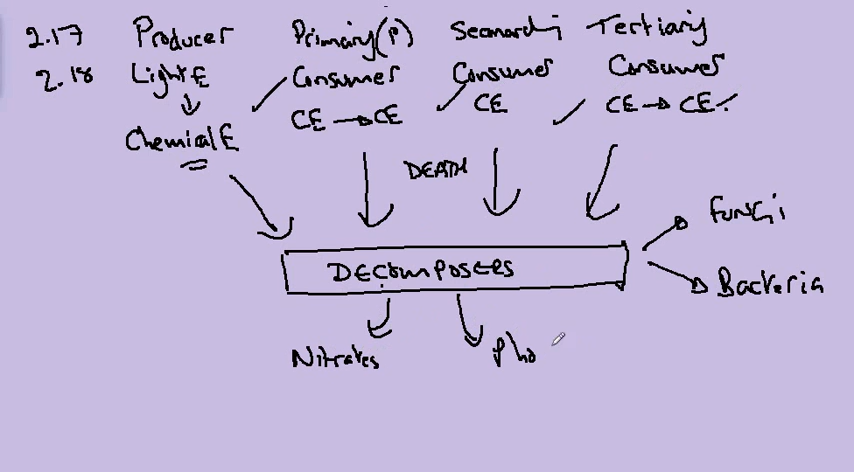 2.17 Producer Primary(P) Secondary Tertiary
2.18 Light E Consumer Consumer Consumer
Chemical E CE → CE CE CE → CE
DEATH
Fungi
Decomposers
Bacteria
Nitrates Pho